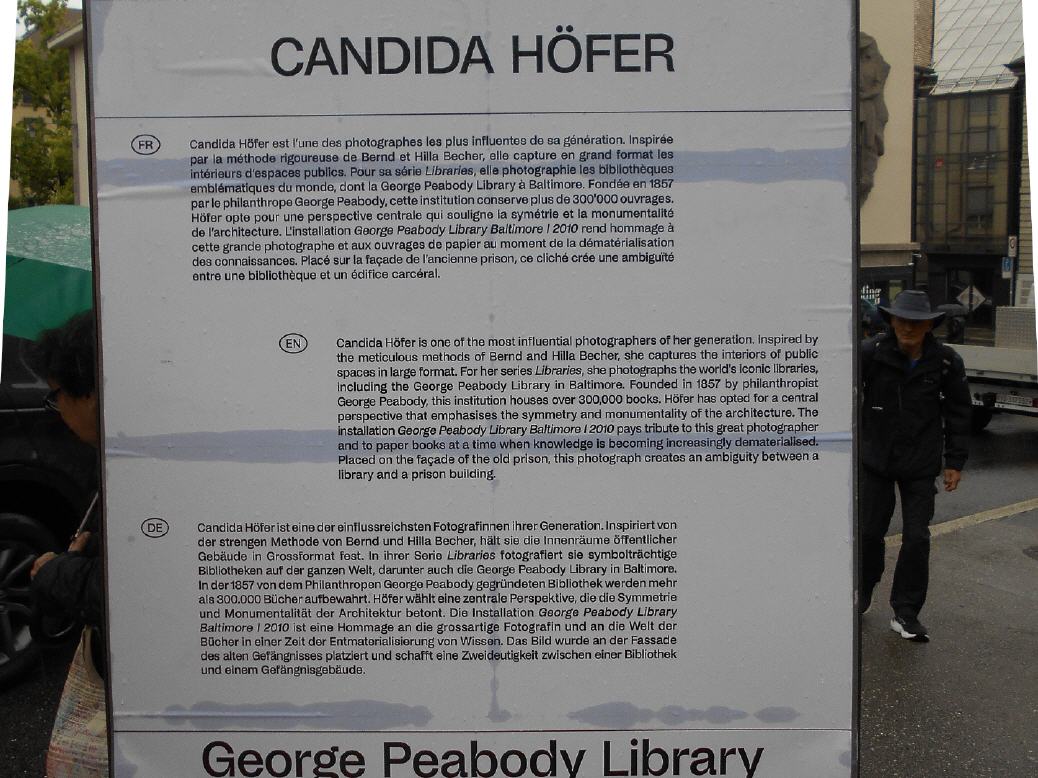 CANDIDA HÖFER
FR
Candida Höfer est l'une des photographes les plus influentes de sa génération. Inspirée
par la méthode rigoureuse de Bernd et Hilla Becher, elle capture en grand format les
intérieurs d'espaces publics. Pour sa série Libraries, elle photographie les bibliothèques
emblématiques du monde, dont la George Peabody Library à Baltimore. Fondée en 1857
par le philanthrope George Peabody, cette institution conserve plus de 300'000 ouvrages.
Höfer opte pour une perspective centrale qui souligne la symétrie et la monumentalité
de l'architecture. L'installation George Peabody Library Baltimore I 2010 rend hommage à
cette grande photographe et aux ouvrages de papier au moment de la dématérialisation
des connaissances. Placé sur la façade de l'ancienne prison, ce cliché crée une ambiguïté
entre une bibliothèque et un édifice carcéral.
EN
Candida Höfer is one of the most influential photographers of her generation. Inspired by
the meticulous methods of Bernd and Hilla Becher, she captures the interiors of public
spaces in large format. For her series Libraries, she photographs the world's iconic libraries,
including the George Peabody Library in Baltimore. Founded in 1857 by philanthropist
George Peabody, this institution houses over 300,000 books. Höfer has opted for a central
perspective that emphasises the symmetry and monumentality of the architecture. The
installation George Peabody Library Baltimore I 2010 pays tribute to this great photographer
and to paper books at a time when knowledge is becoming increasingly dematerialised.
Placed on the façade of the old prison, this photograph creates an ambiguity between a
library and a prison building.
DE
Candida Höfer ist eine der einflussreichsten Fotografinnen ihrer Generation. Inspiriert von
der strengen Methode von Bernd und Hilla Becher, hält sie die Innenräume öffentlicher
Gebäude in Grossformat fest. In ihrer Serie Libraries fotografiert sie symbolträchtige
Bibliotheken auf der ganzen Welt, darunter auch die George Peabody Library in Baltimore.
In der 1857 von dem Philanthropen George Peabody gegründeten Bibliothek werden mehr
als 300.000 Bücher aufbewahrt. Höfer wählt eine zentrale Perspektive, die die Symmetrie
und Monumentalität der Architektur betont. Die Installation George Peabody Library
Baltimore I 2010 ist eine Hommage an die grossartige Fotografin und an die Welt der
Bücher in einer Zeit der Entmaterialisierung von Wissen. Das Bild wurde an der Fassade
des alten Gefängnisses platziert und schafft eine Zweideutigkeit zwischen einer Bibliothek
und einem Gefängnisgebäude.
George Peabody Library